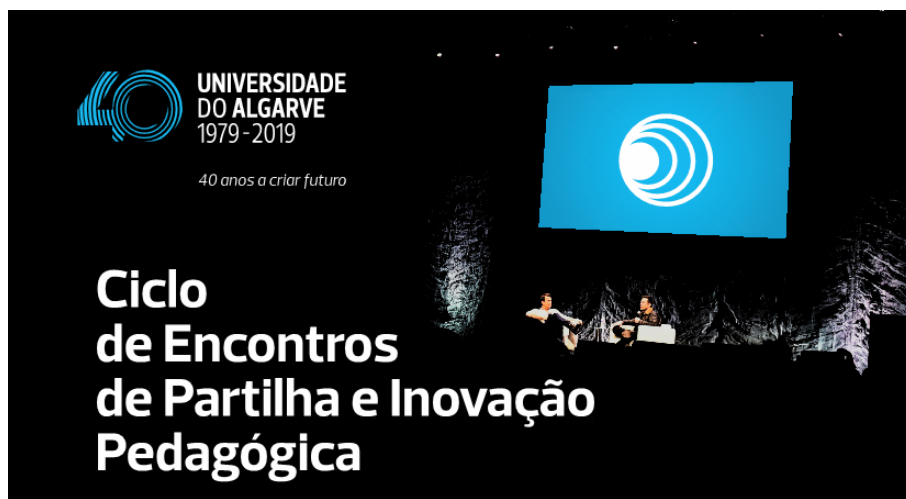 40
UNIVERSIDADE
DO ALGARVE
1979-2019
40 anos a criar futuro
Ciclo
de Encontros
de Partilha e Inovação
Pedagógica